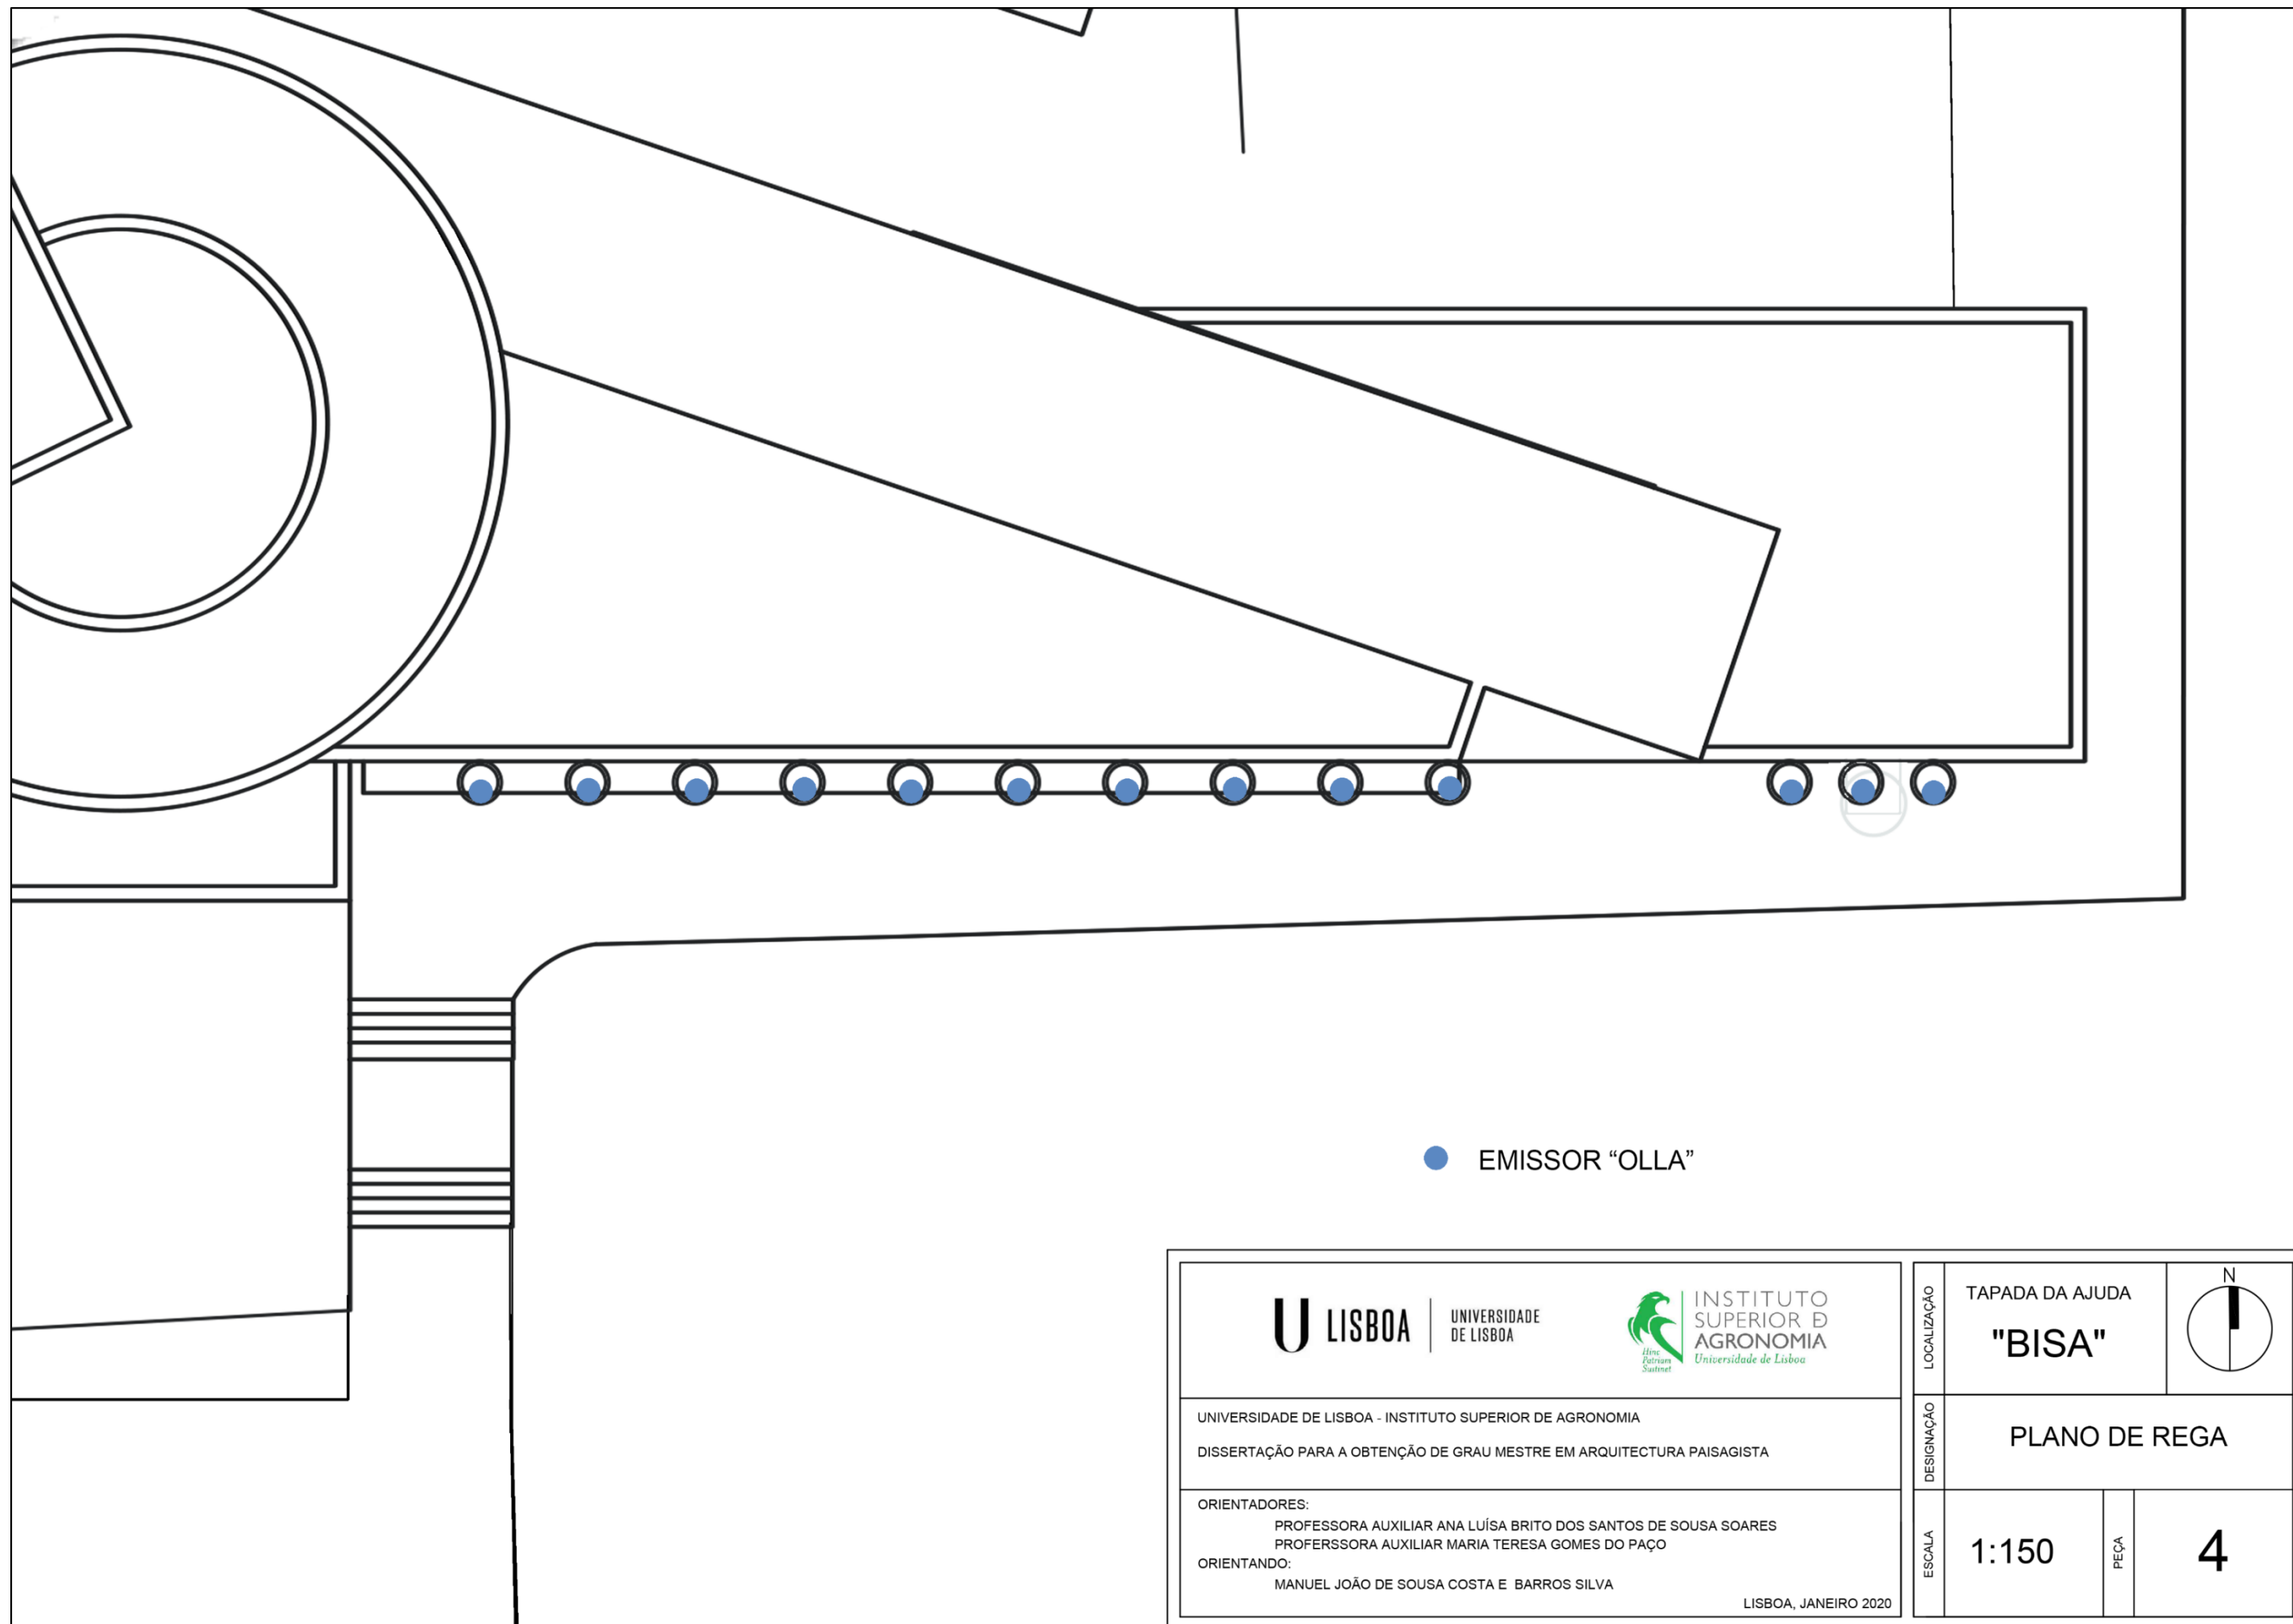 EMISSOR “OLLA”
U LISBOA
UNIVERSIDADE
DE LISBOA
INSTITUTO
SUPERIOR Ð
AGRONOMIA
Universidade de Lisboa
Hinc
Patriam
Sustinet
UNIVERSIDADE DE LISBOA - INSTITUTO SUPERIOR DE AGRONOMIA
DISSERTAÇÃO PARA A OBTENÇÃO DE GRAU MESTRE EM ARQUITECTURA PAISAGISTA
ORIENTADORES:
PROFESSORA AUXILIAR ANA LUÍSA BRITO DOS SANTOS DE SOUSA SOARES
PROFERSSORA AUXILIAR MARIA TERESA GOMES DO PAÇO
ORIENTANDO:
MANUEL JOÃO DE SOUSA COSTA E BARROS SILVA
LISBOA, JANEIRO 2020
LOCALIZAÇÃO
TAPADA DA AJUDA
"BISA"
N
DESIGNAÇÃO
PLANO DE REGA
ESCALA
1:150
PEÇA
4